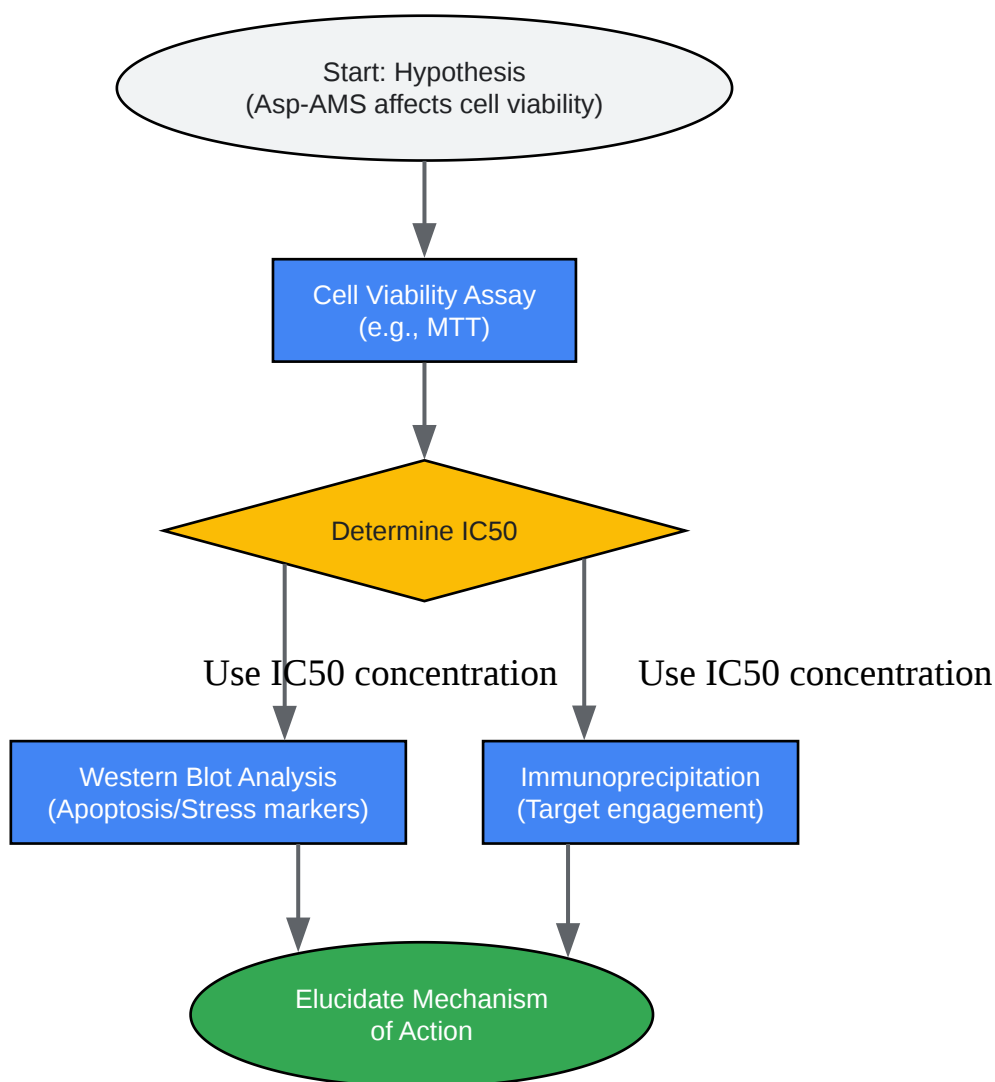 Start: Hypothesis
(Asp-AMS affects cell viability)
Cell Viability Assay
(e.g., MTT)
Determine IC50
Use IC50 concentration
Use IC50 concentration
Western Blot Analysis
(Apoptosis/Stress markers)
Immunoprecipitation
(Target engagement)
Elucidate Mechanism
of Action